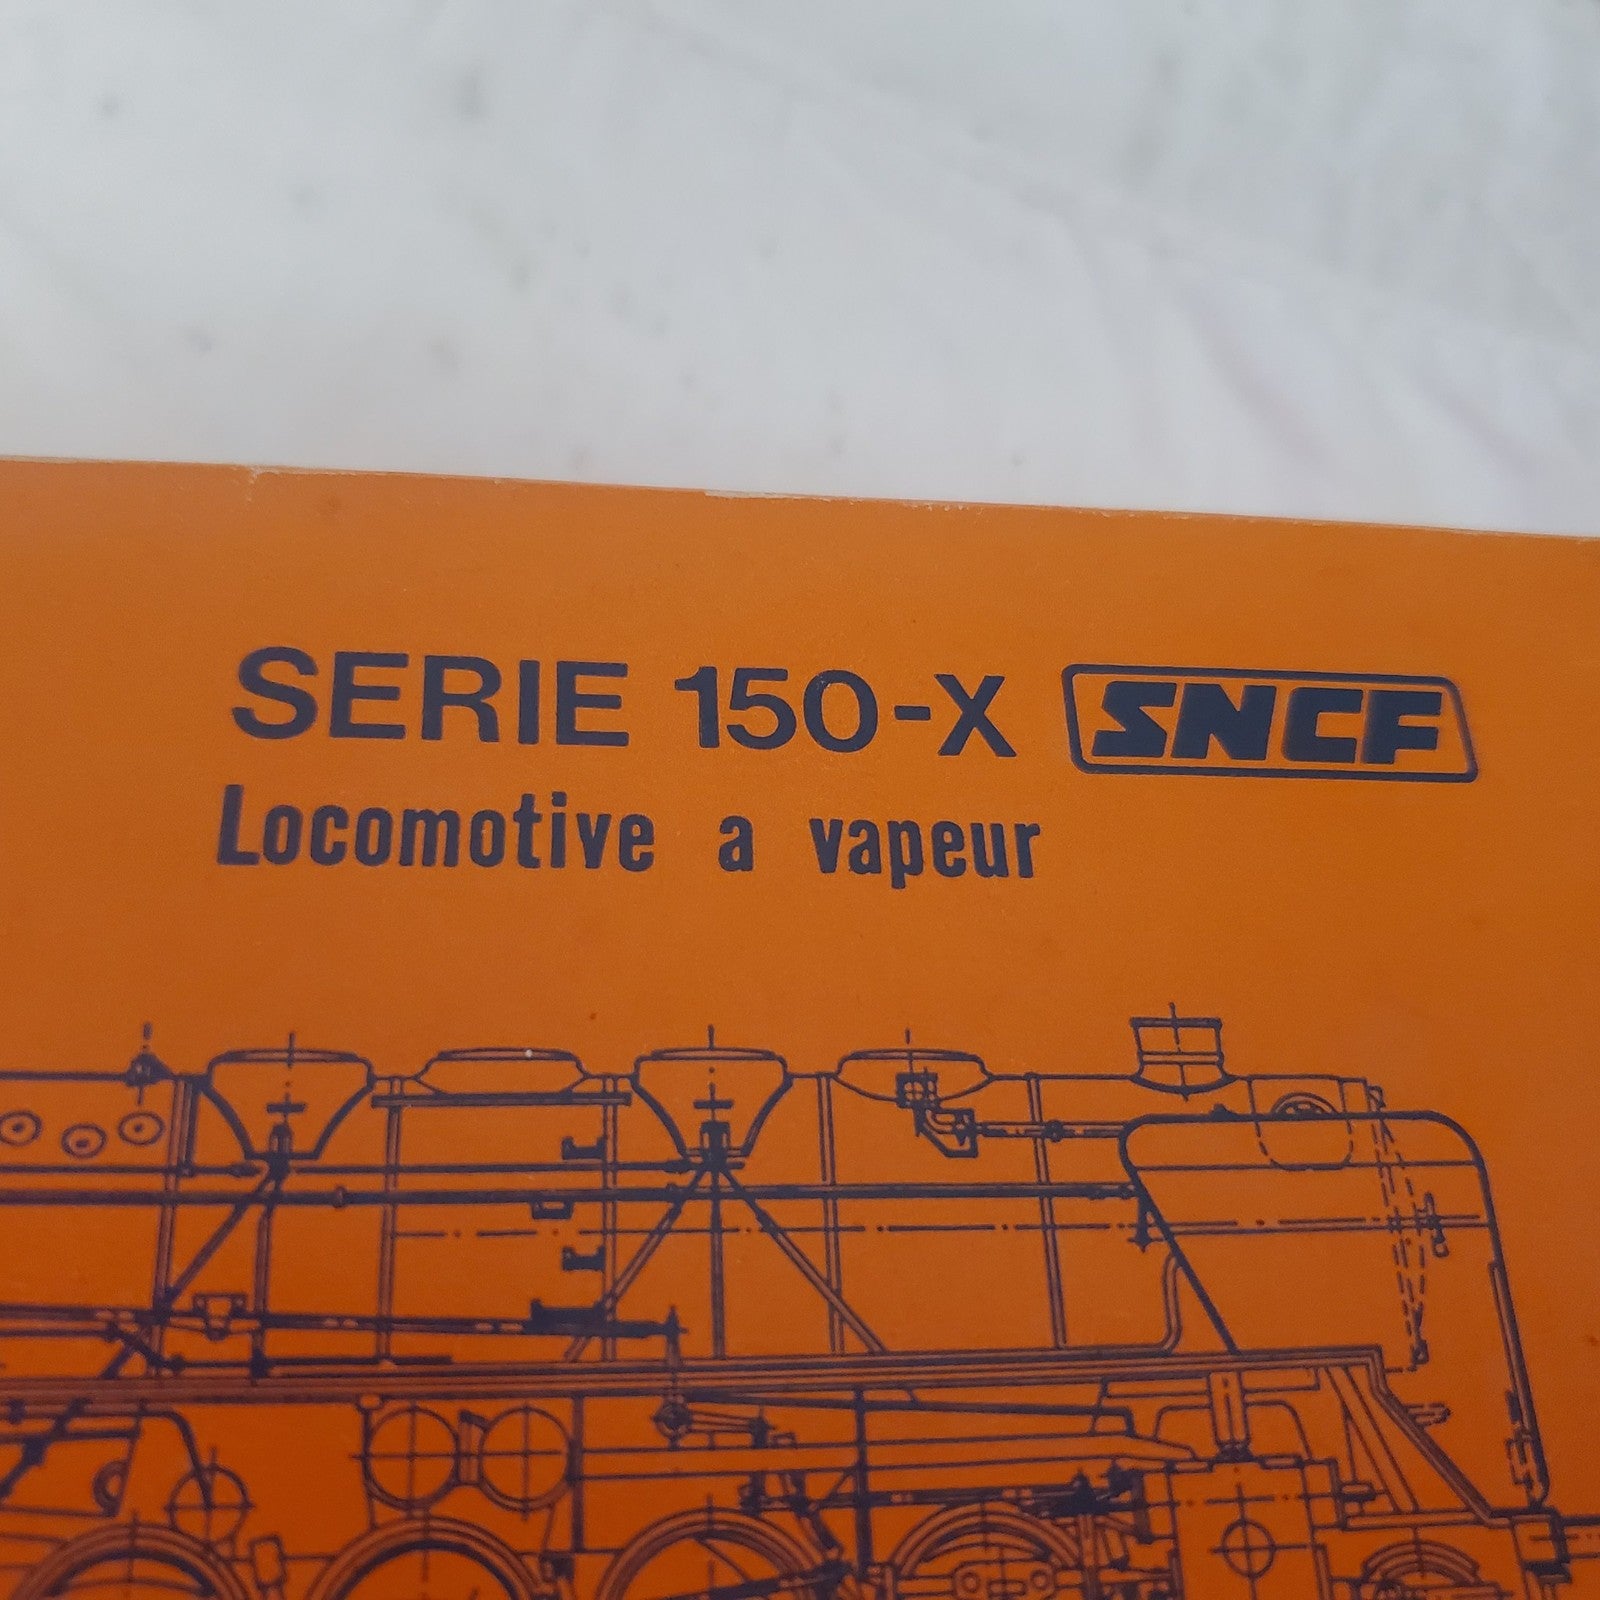 SERIE 150-X SNCF
Locomotive a vapeur